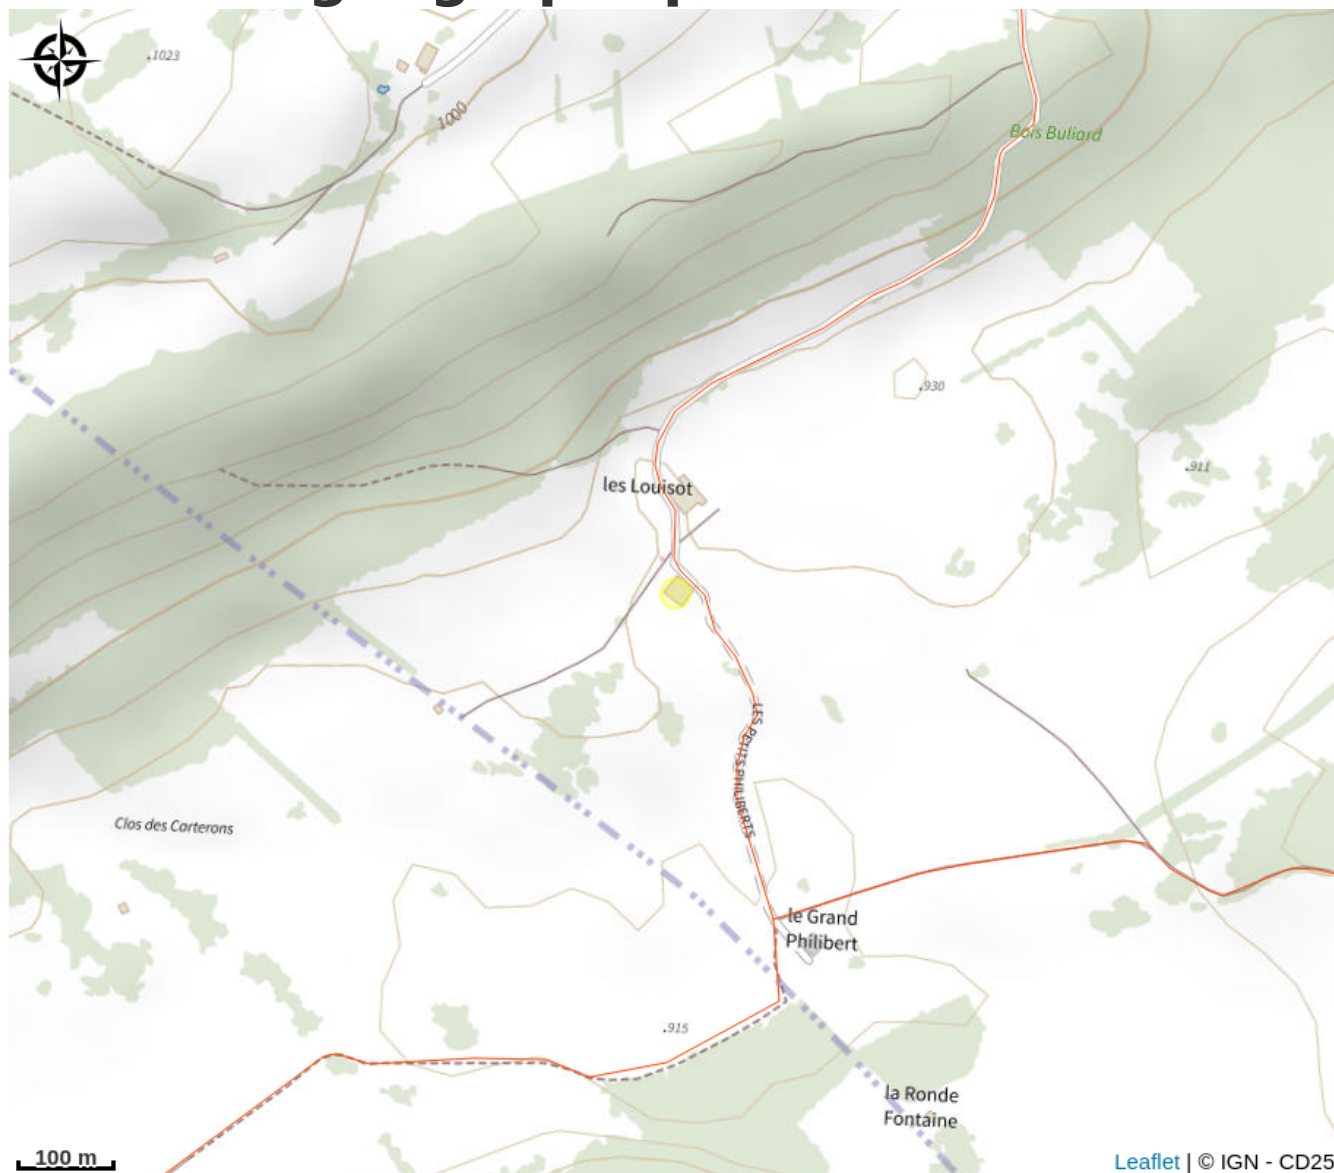 1023
1000
Bois Buliard
930
911
les Louisot
LES PETITS PHILIBERTS
Clos des Carterons
le Grand
Philibert
915
la Ronde
Fontaine
100 m
Leaflet | © IGN - CD25